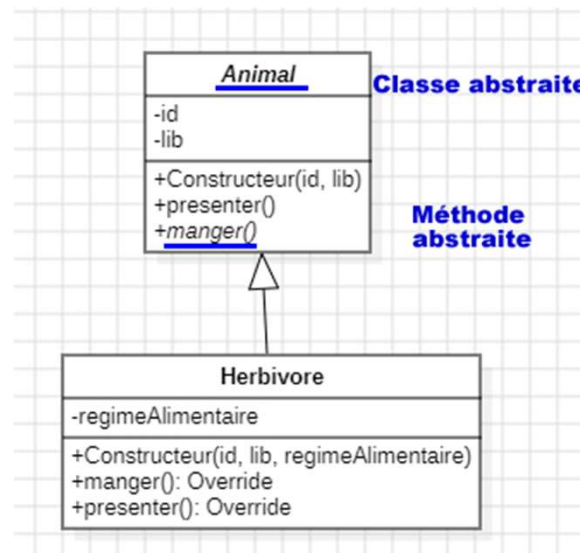 Animal
Classe abstraite
-id
-lib
+Constructeur(id, lib)
+presenter()
+manger()
Méthode
abstraite
Herbivore
-regimeAlimentaire
+Constructeur(id, lib, regimeAlimentaire)
+manger(): Override
+presenter(): Override